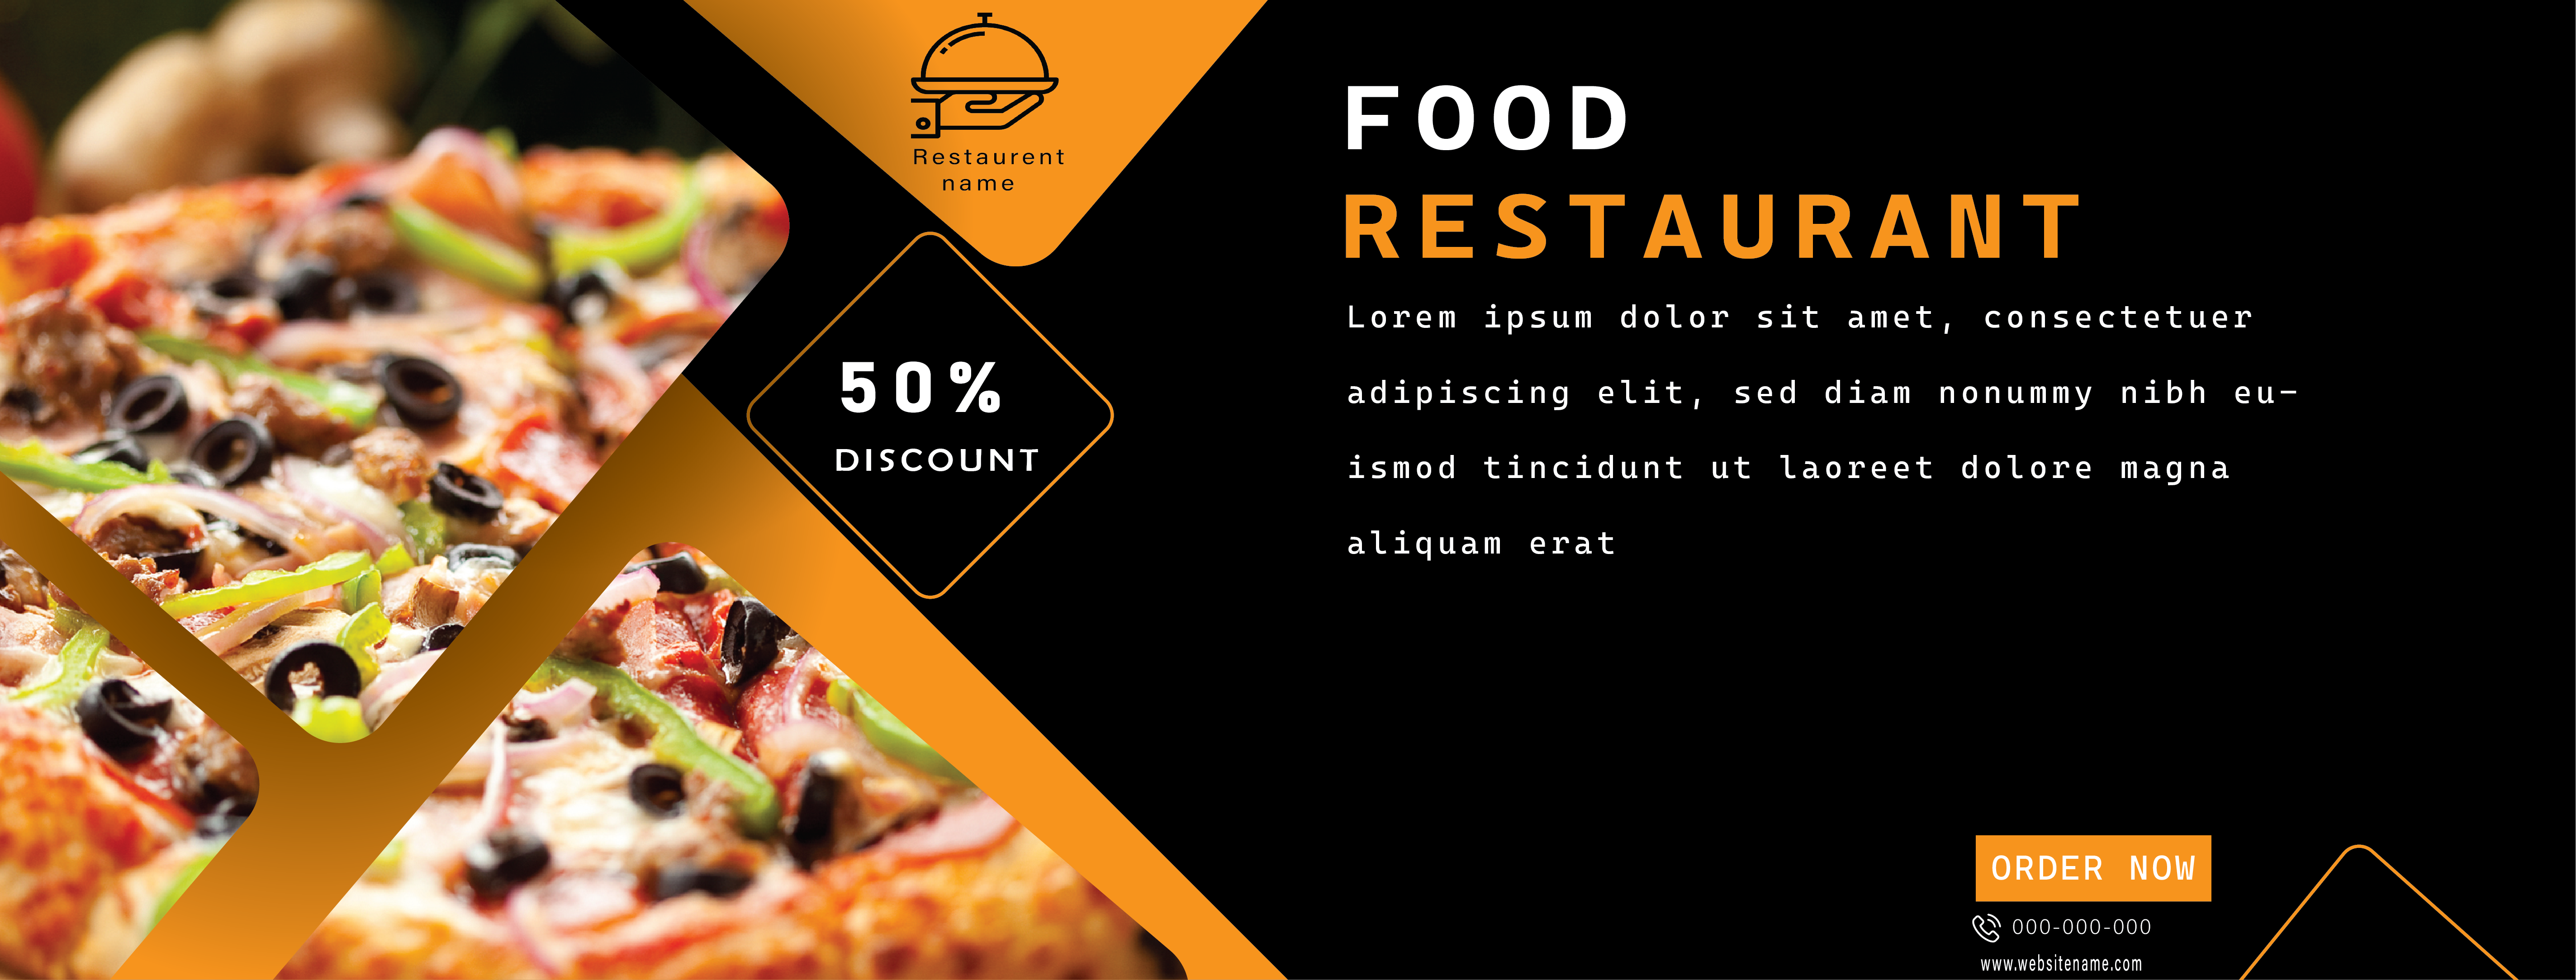 Restaurent
name
50%
DISCOUNT
FOOD
RESTAURANT
Lorem ipsum dolor sit amet, consectetuer
adipiscing elit, sed diam nonummy nibh eu-
ismod tincidunt ut laoreet dolore magna
aliquam erat
ORDER NOW
000-000-000
www.websitename.com